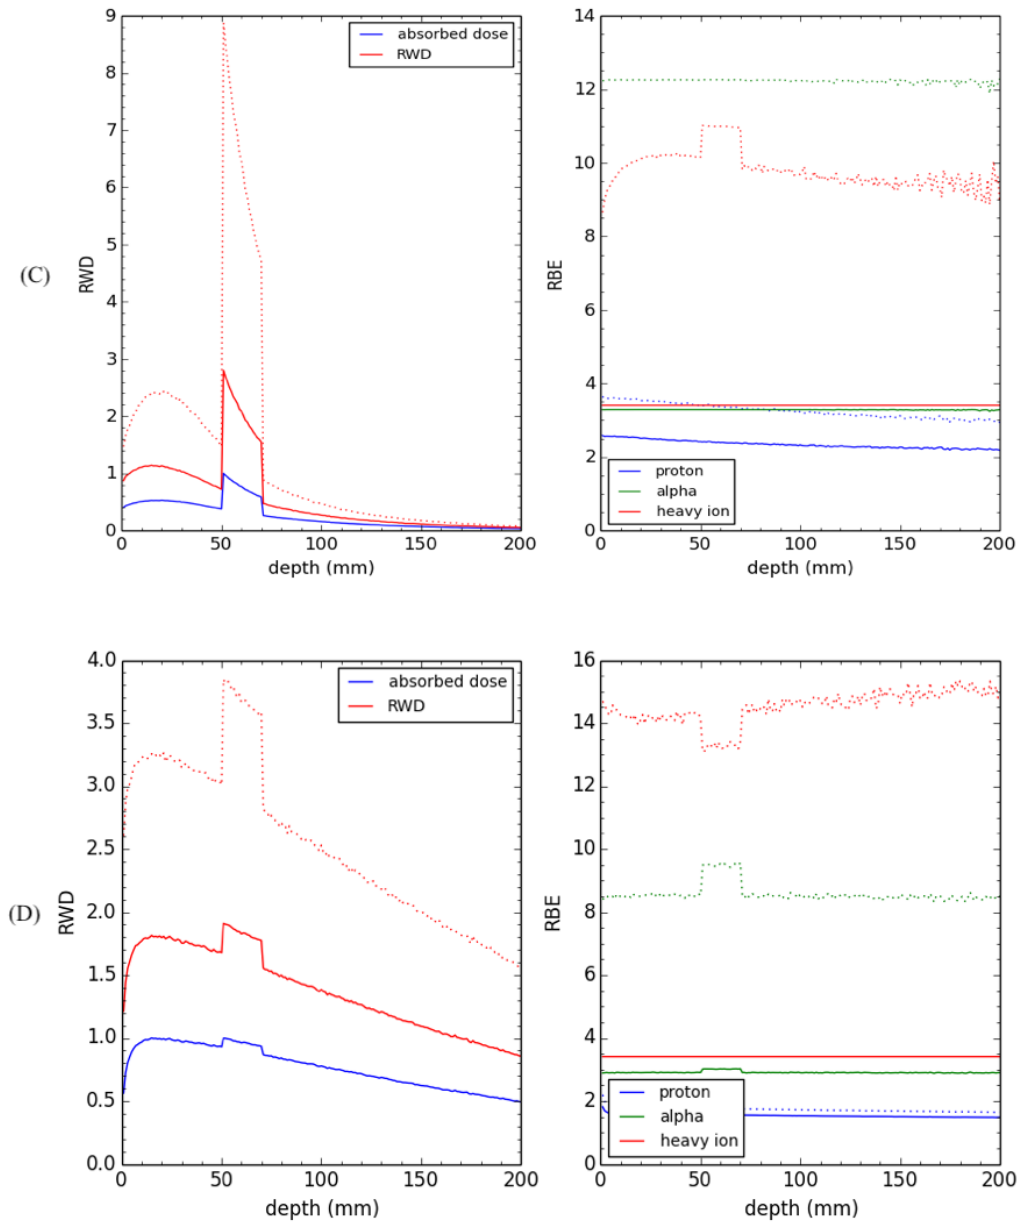 (C)
RWD
9
8
7
6
5
4
3
2
1
0
absorbed dose
RWD
0 50 100 150 200
depth (mm)
RBE
14
12
10
8
6
4
2
0
proton
alpha
heavy ion
0 50 100 150 200
depth (mm)
(D)
RWD
4.0
3.5
3.0
2.5
2.0
1.5
1.0
0.5
0.0
absorbed dose
RWD
0 50 100 150 200
depth (mm)
RBE
16
14
12
10
8
6
4
2
0
proton
alpha
heavy ion
0 50 100 150 200
depth (mm)